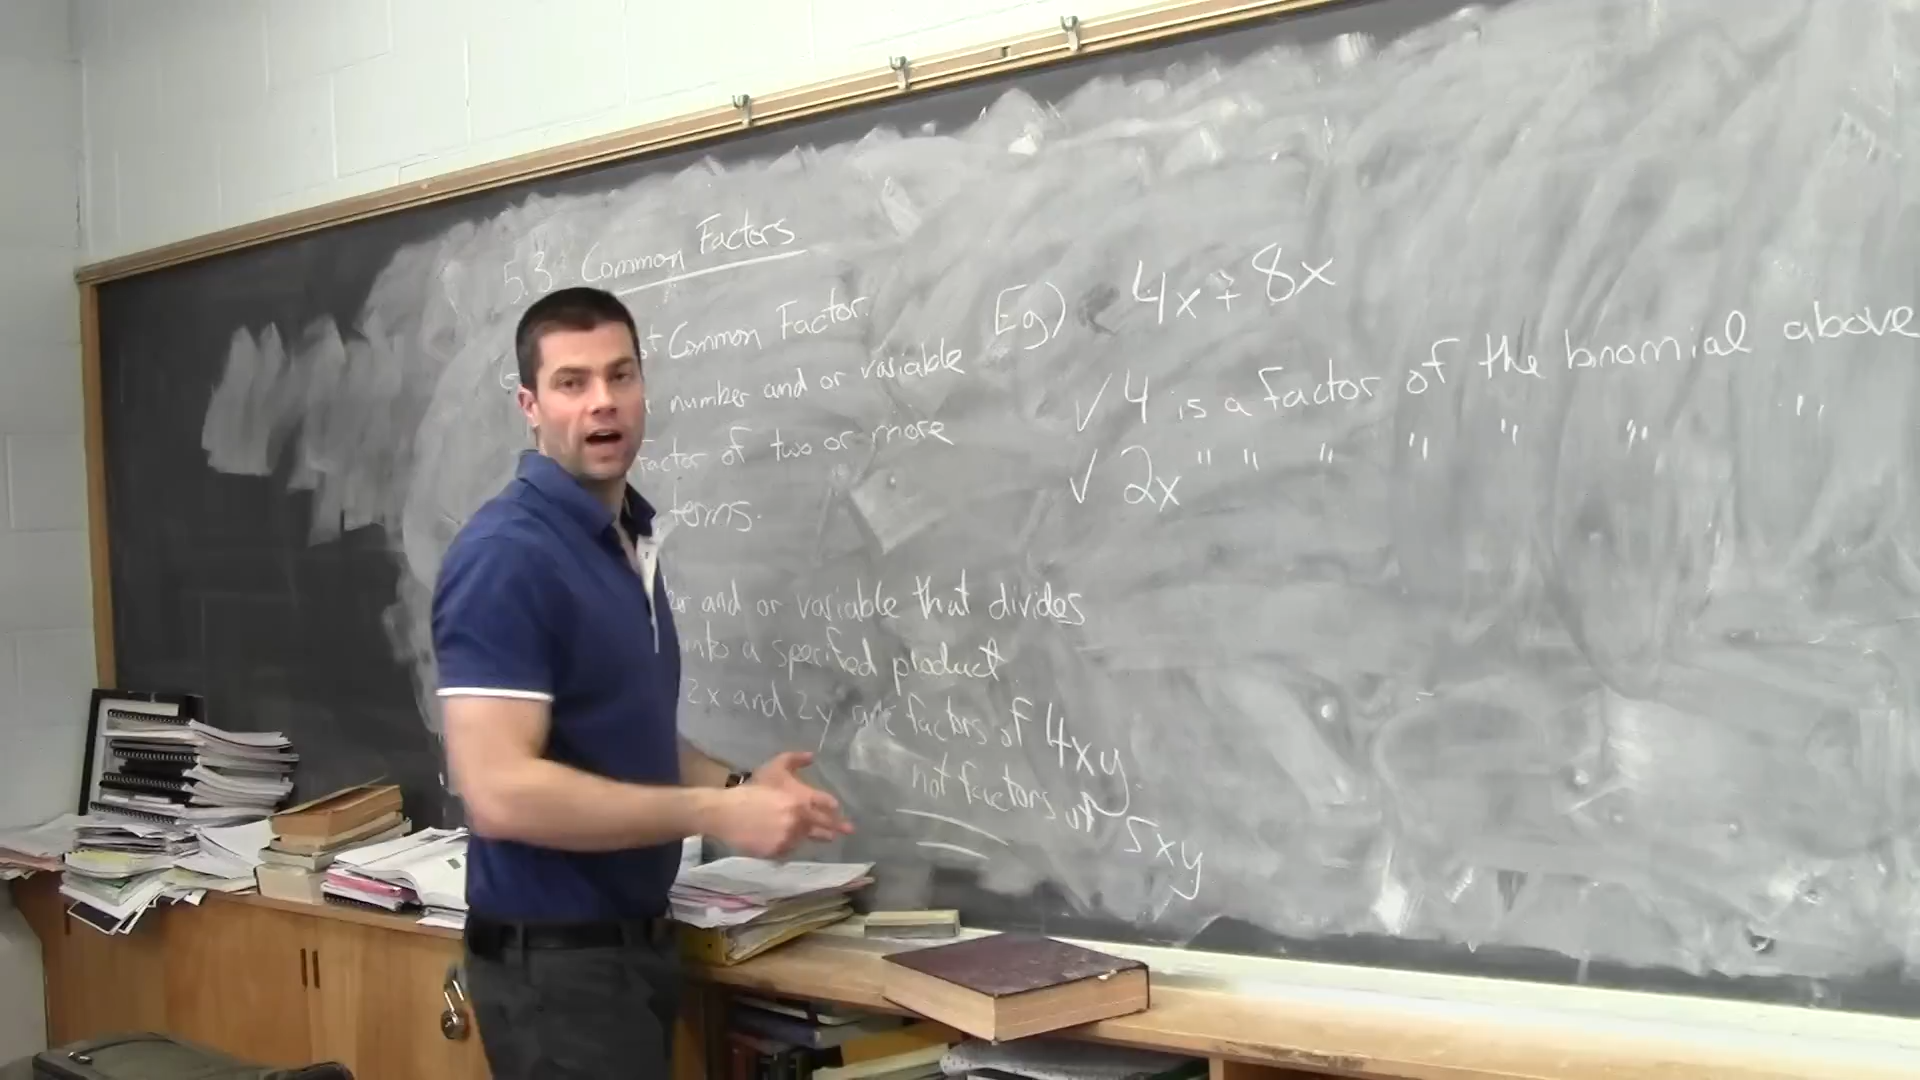 5.3 Common Factors
G st Common Factor.
number and or variable
factor of two or more
terms.
and or variable that divides
into a specified product.
2x and 2y are factors of 4xy.
not factors of 5xy
Eg) 4x + 8x
✓ 4 is a factor of the binomial above
✓ 2x " " " " " " "